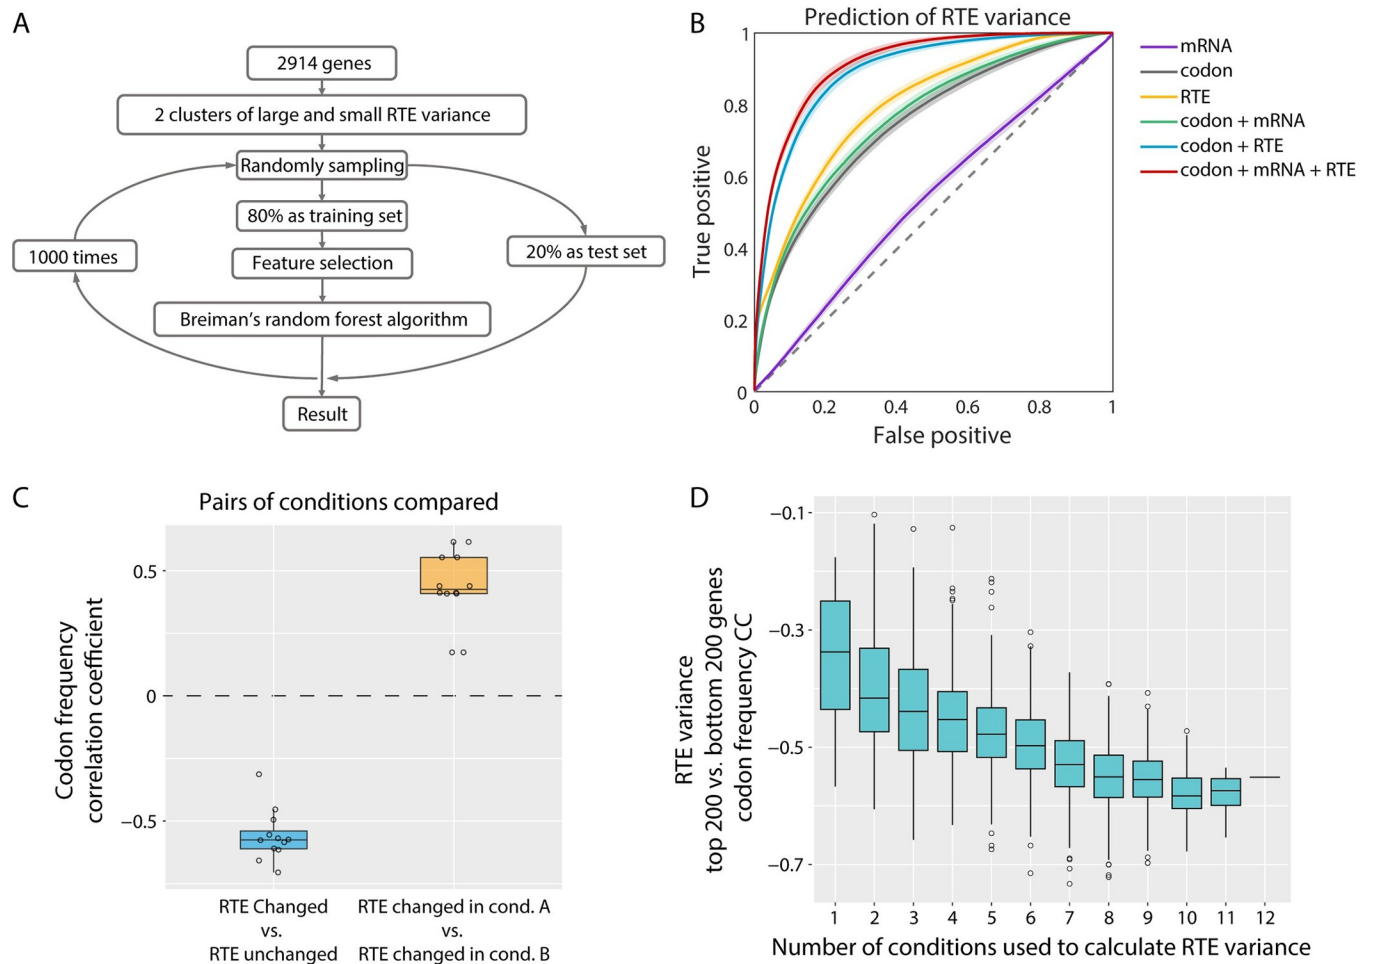 A
2914 genes
2 clusters of large and small RTE variance
Randomly sampling
80% as training set
1000 times
20% as test set
Feature selection
Breiman's random forest algorithm
Result
B
Prediction of RTE variance
1
0.8
0.6
0.4
0.2
0
True positive
0
0.2
0.4
0.6
0.8
1
False positive
mRNA
codon
RTE
codon + mRNA
codon + RTE
codon + mRNA + RTE
C
Pairs of conditions compared
0.5
0
−0.5
Codon frequency
correlation coefficient
RTE Changed
vs.
RTE unchanged
RTE changed in cond. A
vs.
RTE changed in cond. B
D
−0.1
−0.3
−0.5
−0.7
RTE variance
top 200 vs. bottom 200 genes
codon frequency CC
1 2 3 4 5 6 7 8 9 10 11 12
Number of conditions used to calculate RTE variance